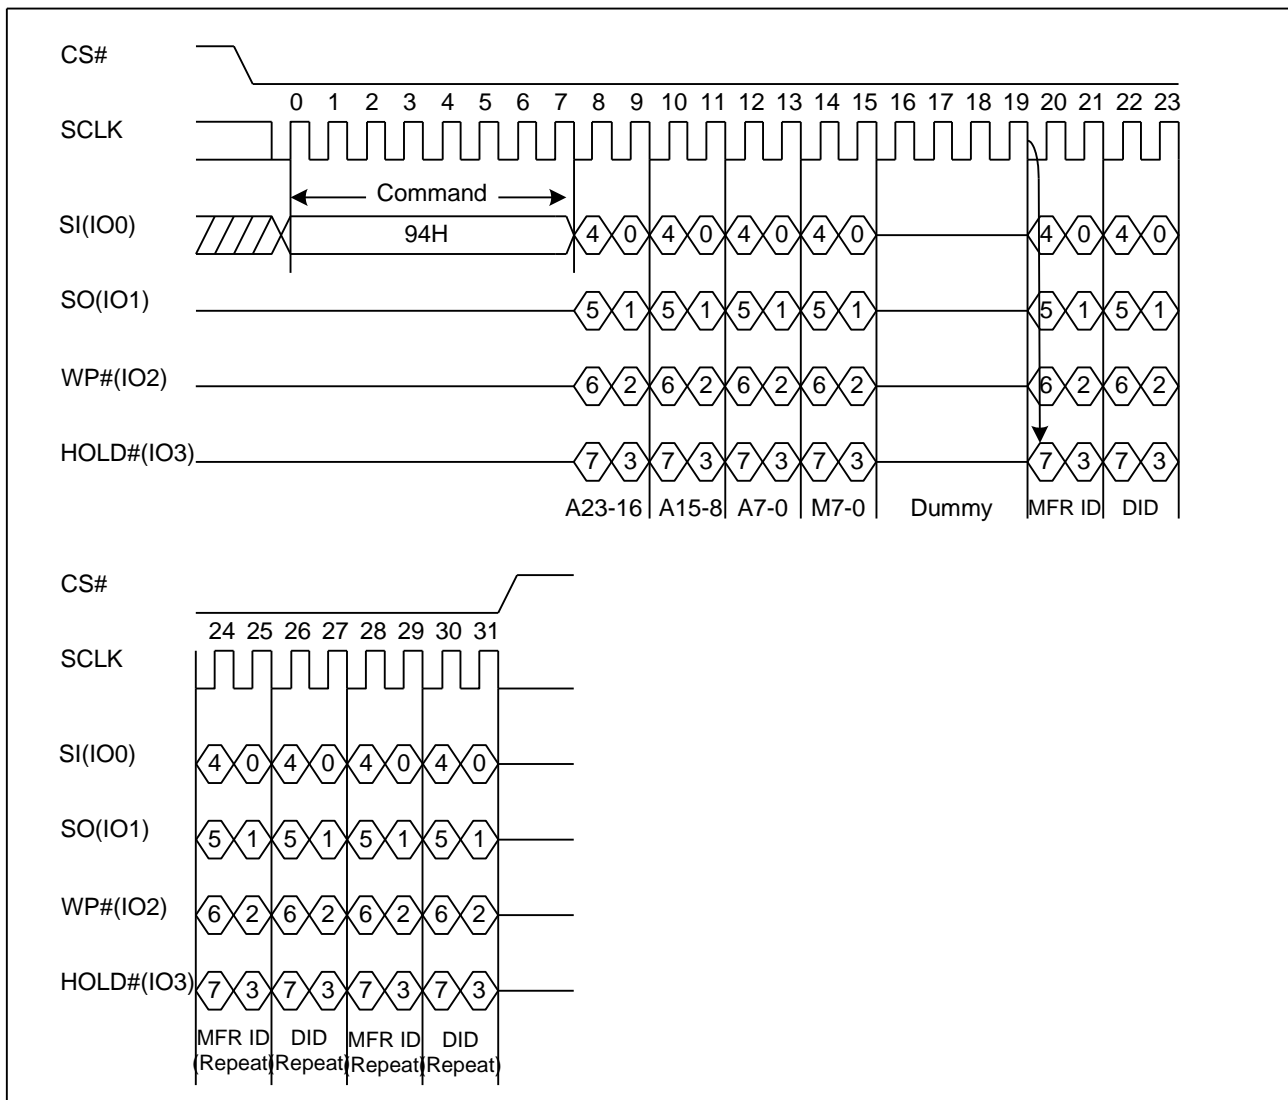 CS#
0 1 2 3 4 5 6 7 8 9 10 11 12 13 14 15 16 17 18 19 20 21 22 23
SCLK
Command
SI(IO0) 94H 4 0 4 0 4 0 4 0 4 0 4 0
SO(IO1) 5 1 5 1 5 1 5 1 5 1 5 1
WP#(IO2) 6 2 6 2 6 2 6 2 6 2 6 2
HOLD#(IO3) 7 3 7 3 7 3 7 3 7 3 7 3
A23-16 A15-8 A7-0 M7-0 Dummy MFR ID DID
CS#
24 25 26 27 28 29 30 31
SCLK
SI(IO0) 4 0 4 0 4 0 4 0
SO(IO1) 5 1 5 1 5 1 5 1
WP#(IO2) 6 2 6 2 6 2 6 2
HOLD#(IO3) 7 3 7 3 7 3 7 3
MFR ID DID MFR ID DID
(Repeat) (Repeat) (Repeat) (Repeat)